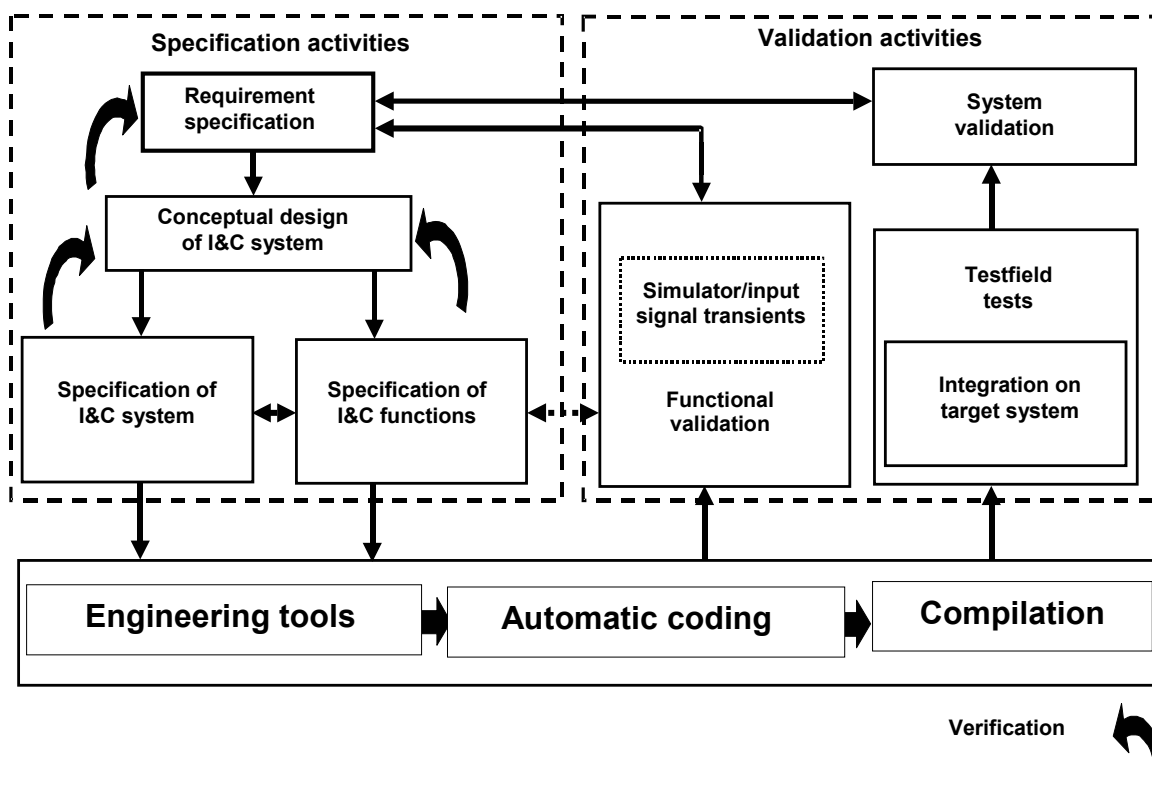 Specification activities
Validation activities
Requirement
specification
System
validation
Conceptual design
of I&C system
Simulator/input
signal transients
Testfield
tests
Specification of
I&C system
Specification of
I&C functions
Functional
validation
Integration on
target system
Engineering tools
Automatic coding
Compilation
Verification